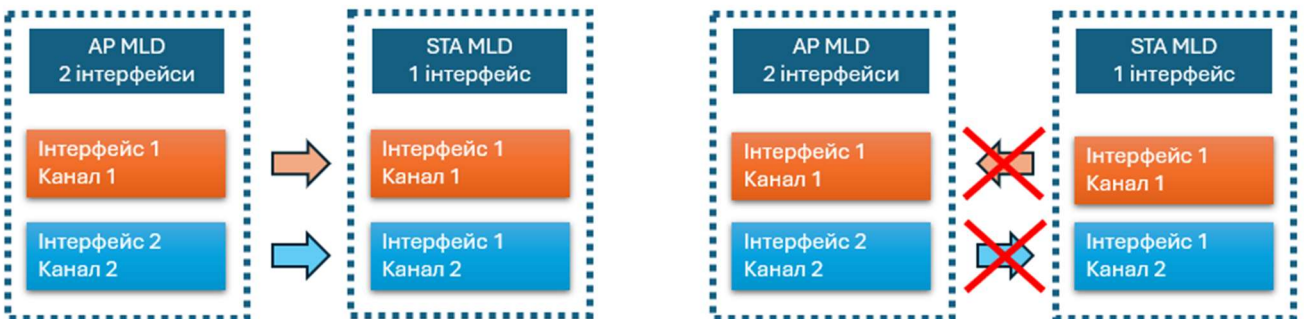 AP MLD
2 інтерфейси
STA MLD
1 інтерфейс
Інтерфейс 1
Канал 1
Інтерфейс 1
Канал 1
Інтерфейс 2
Канал 2
Інтерфейс 1
Канал 2
AP MLD
2 інтерфейси
STA MLD
1 інтерфейс
Інтерфейс 1
Канал 1
Інтерфейс 1
Канал 1
Інтерфейс 2
Канал 2
Інтерфейс 1
Канал 2